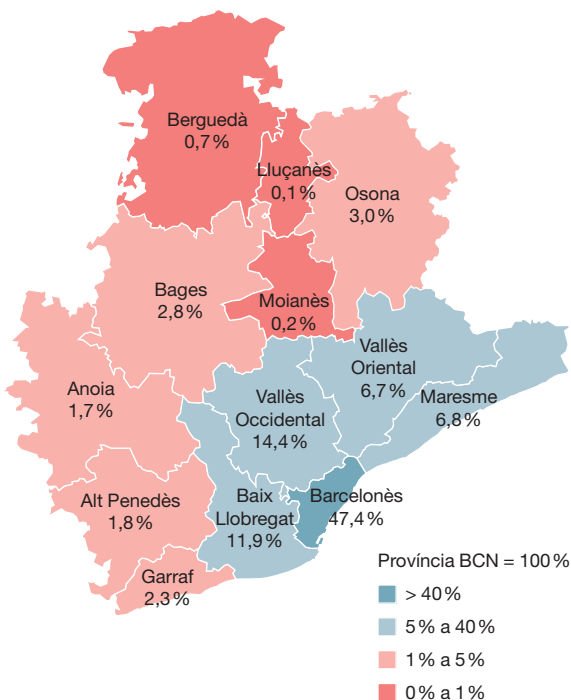 Berguedà
0,7%
Lluçanès
0,1%
Osona
3,0%
Bages
2,8%
Moianès
0,2%
Vallès
Oriental
6,7%
Anoia
1,7%
Vallès
Occidental
14,4%
Maresme
6,8%
Alt Penedès
1,8%
Baix
Llobregat
11,9%
Barcelonès
47,4%
Garraf
2,3%
Província BCN = 100%
> 40%
5% a 40%
1% a 5%
0% a 1%